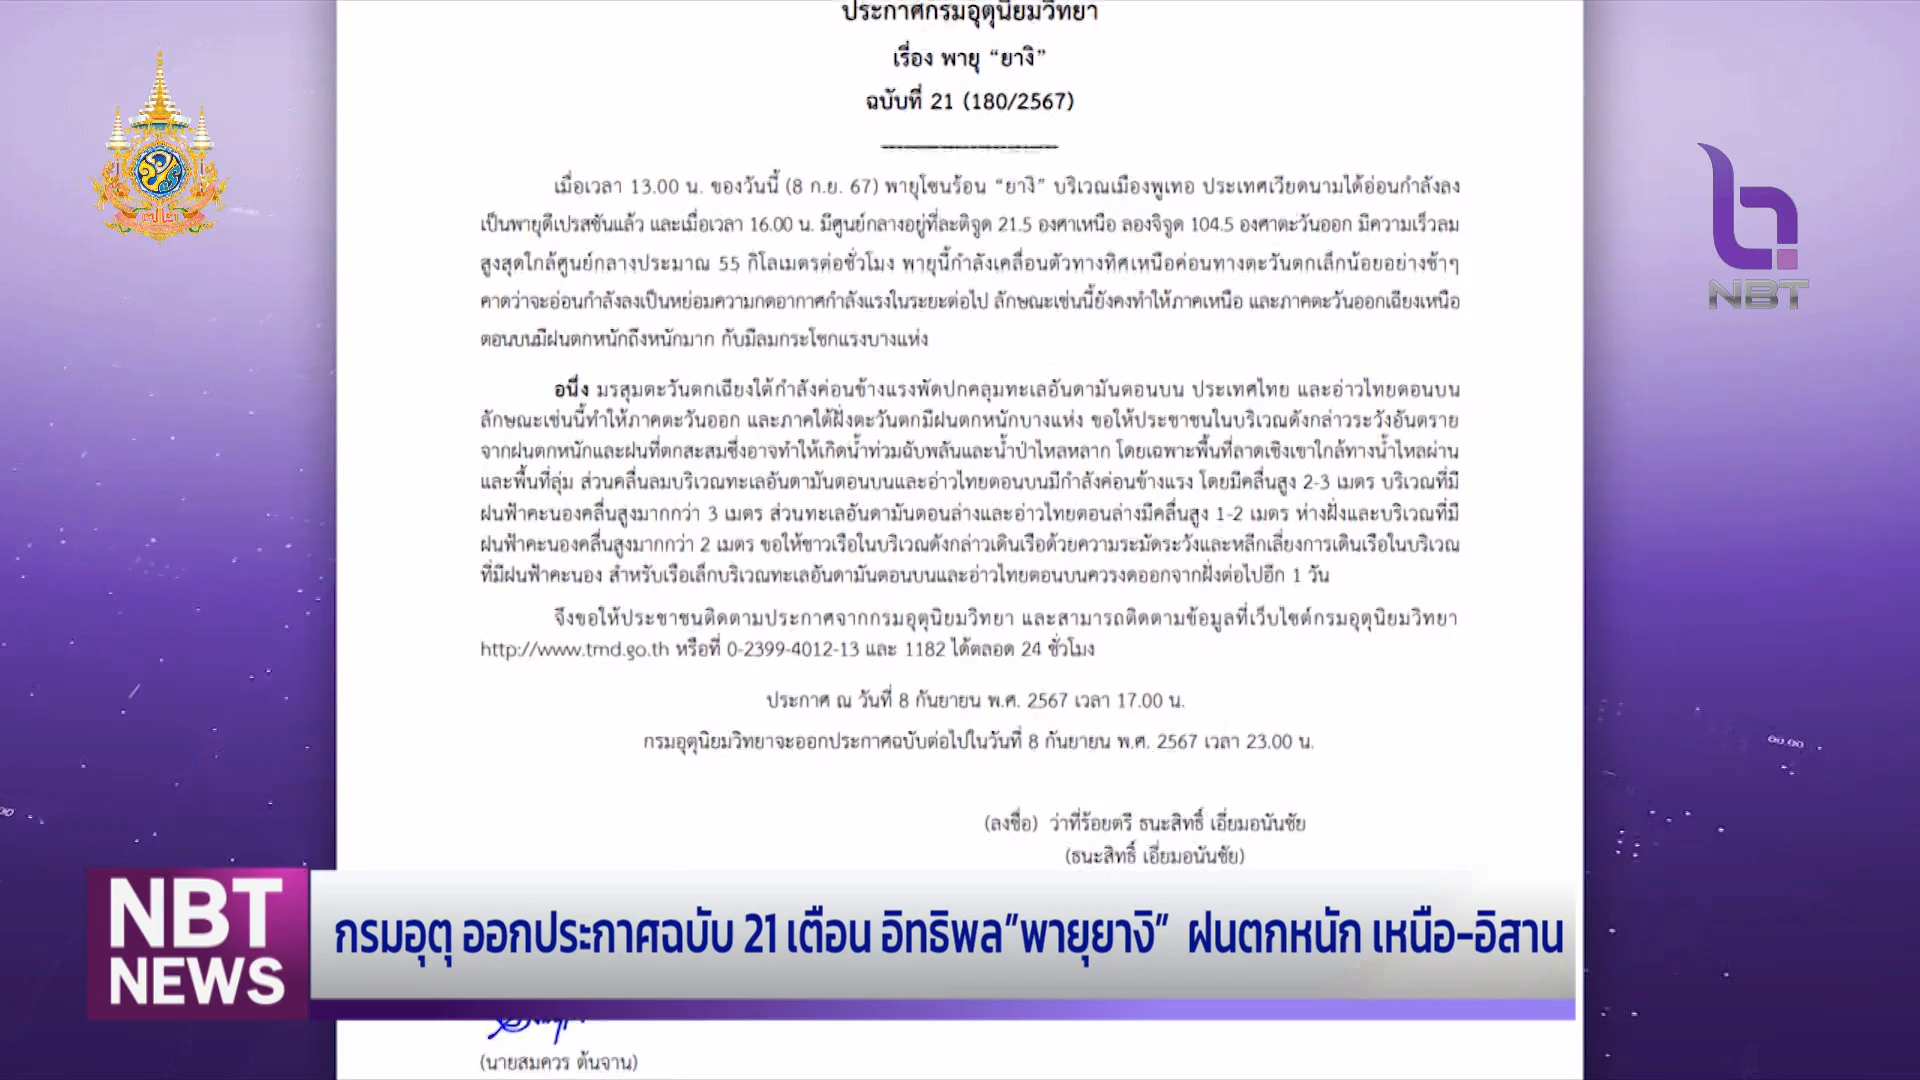 ประกาศกรมอุตุนิยมวิทยา
เรื่อง พายุ “ยางิ”
ฉบับที่ 21 (180/2567)
เมื่อเวลา 13.00 น. ของวันนี้ (8 ก.ย. 67) พายุโซนร้อน “ยางิ” บริเวณเมืองพูเทอ ประเทศเวียดนามได้อ่อนกำลังลง
เป็นพายุดีเปรสชันแล้ว และเมื่อเวลา 16.00 น. มีศูนย์กลางอยู่ที่ละติจูด 21.5 องศาเหนือ ลองจิจูด 104.5 องศาตะวันออก มีความเร็วลม
สูงสุดใกล้ศูนย์กลางประมาณ 55 กิโลเมตรต่อชั่วโมง พายุนี้กำลังเคลื่อนตัวทางทิศเหนือค่อนทางตะวันตกเล็กน้อยอย่างช้าๆ
คาดว่าจะอ่อนกำลังลงเป็นหย่อมความกดอากาศกำลังแรงในระยะต่อไป ลักษณะเช่นนี้ยังคงทำให้ภาคเหนือ และภาคตะวันออกเฉียงเหนือ
ตอนบนมีฝนตกหนักถึงหนักมาก กับมีลมกระโชกแรงบางแห่ง
อนึ่ง มรสุมตะวันตกเฉียงใต้กำลังค่อนข้างแรงพัดปกคลุมทะเลอันดามันตอนบน ประเทศไทย และอ่าวไทยตอนบน
ลักษณะเช่นนี้ทำให้ภาคตะวันออก และภาคใต้ฝั่งตะวันตกมีฝนตกหนักบางแห่ง ขอให้ประชาชนในบริเวณดังกล่าวระวังอันตราย
จากฝนตกหนักและฝนที่ตกสะสมซึ่งอาจทำให้เกิดน้ำท่วมฉับพลันและน้ำป่าไหลหลาก โดยเฉพาะพื้นที่ลาดเชิงเขาใกล้ทางน้ำไหลผ่าน
และพื้นที่ลุ่ม ส่วนคลื่นลมบริเวณทะเลอันดามันตอนบนและอ่าวไทยตอนบนมีกำลังค่อนข้างแรง โดยมีคลื่นสูง 2-3 เมตร บริเวณที่มี
ฝนฟ้าคะนองคลื่นสูงมากกว่า 3 เมตร ส่วนทะเลอันดามันตอนล่างและอ่าวไทยตอนล่างมีคลื่นสูง 1-2 เมตร ห่างฝั่งและบริเวณที่มี
ฝนฟ้าคะนองคลื่นสูงมากกว่า 2 เมตร ขอให้ชาวเรือในบริเวณดังกล่าวเดินเรือด้วยความระมัดระวังและหลีกเลี่ยงการเดินเรือในบริเวณ
ที่มีฝนฟ้าคะนอง สำหรับเรือเล็กบริเวณทะเลอันดามันตอนบนและอ่าวไทยตอนบนควรงดออกจากฝั่งต่อไปอีก 1 วัน
จึงขอให้ประชาชนติดตามประกาศจากกรมอุตุนิยมวิทยา และสามารถติดตามข้อมูลที่เว็บไซต์กรมอุตุนิยมวิทยา
http://www.tmd.go.th หรือที่ 0-2399-4012-13 และ 1182 ได้ตลอด 24 ชั่วโมง
ประกาศ ณ วันที่ 8 กันยายน พ.ศ. 2567 เวลา 17.00 น.
กรมอุตุนิยมวิทยาจะออกประกาศฉบับต่อไปในวันที่ 8 กันยายน พ.ศ. 2567 เวลา 23.00 น.
(ลงชื่อ) ว่าที่ร้อยตรี ธนะสิทธิ์ เอี่ยมอนันชัย
(ธนะสิทธิ์ เอี่ยมอนันชัย)
NBT
NBT
NEWS
กรมอุตุ ออกประกาศฉบับ 21 เตือน อิทธิพล"พายุยางิ" ฝนตกหนัก เหนือ-อิสาน
(นายสมควร ต้นจาน)